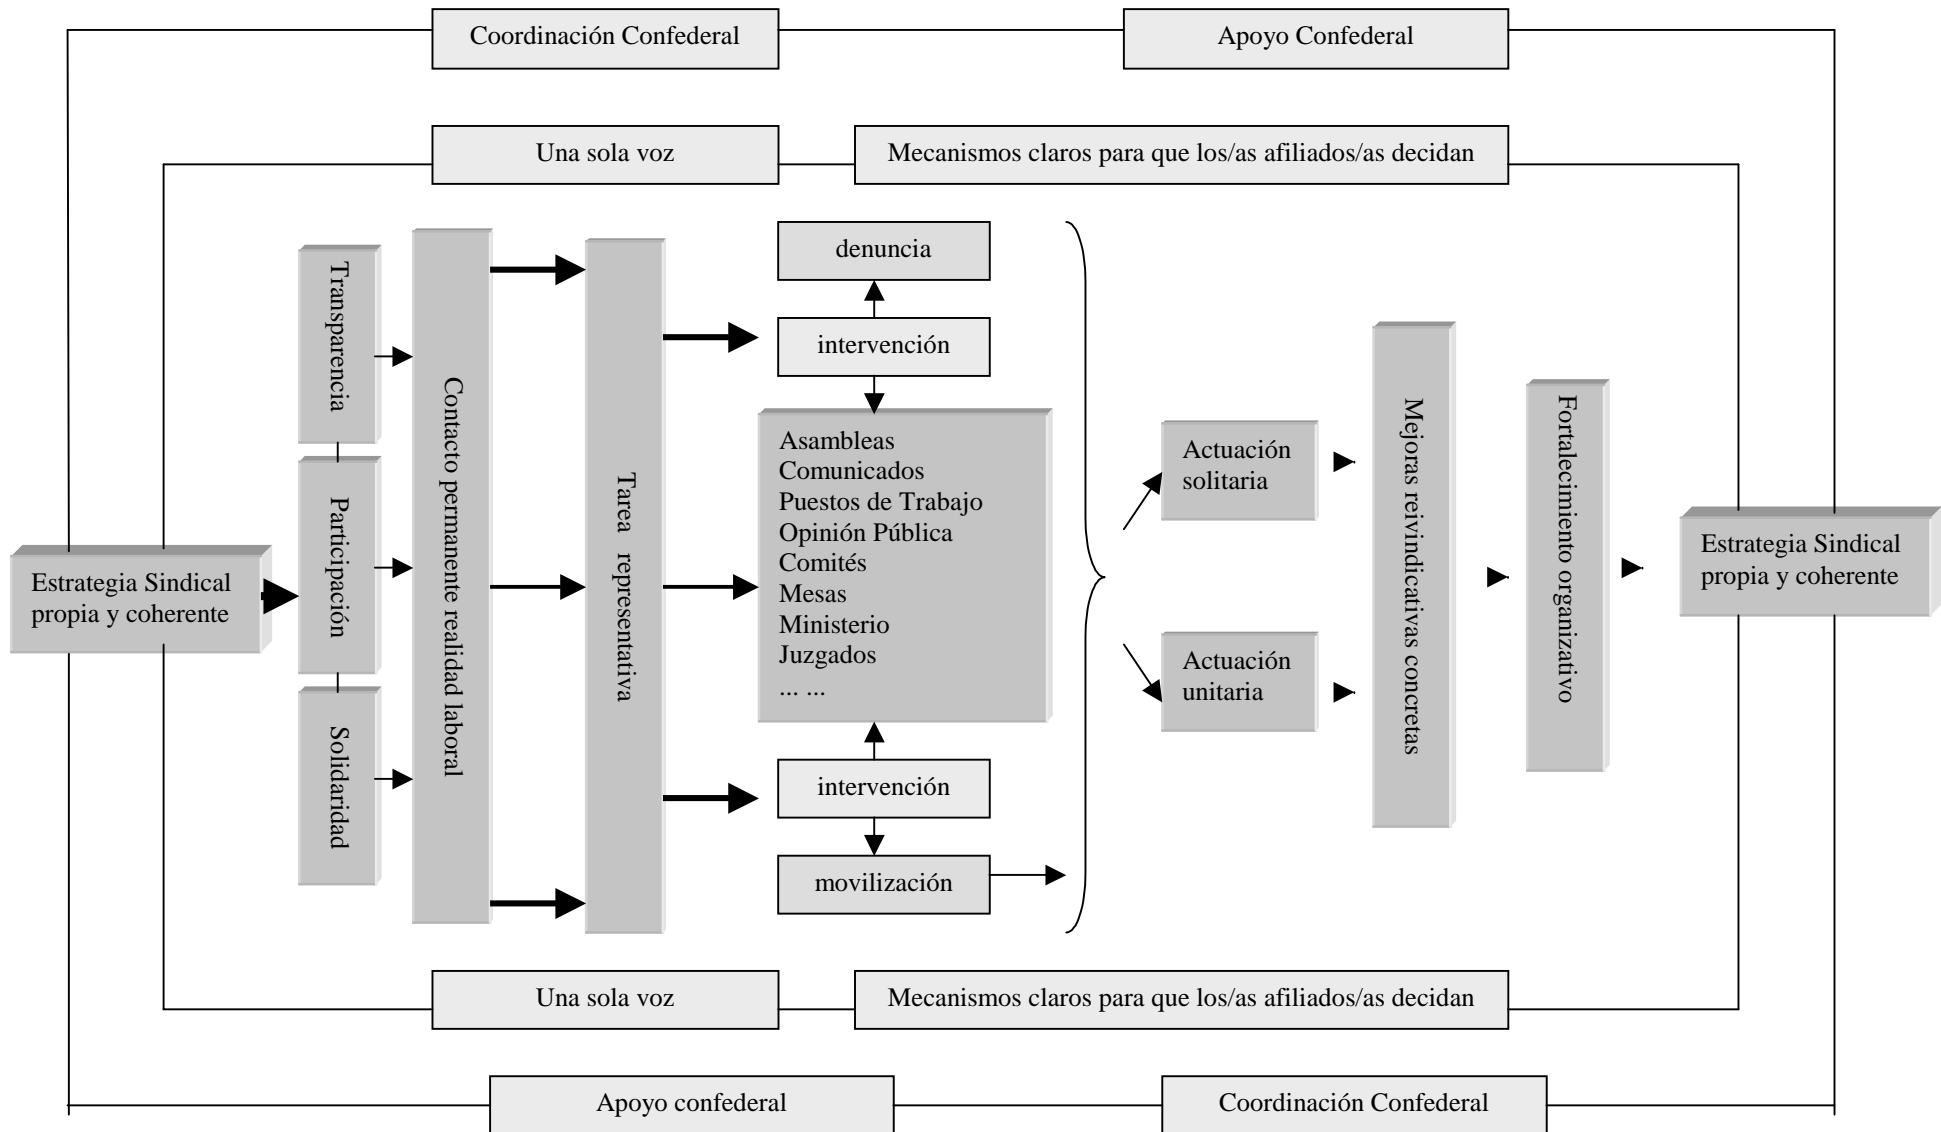 Coordinación Confederal
Apoyo Confederal
Una sola voz
Mecanismos claros para que los/as afiliados/as decidan
Estrategia Sindical
propia y coherente
Transparencia
Participación
Solidaridad
Contacto permanente realidad laboral
Tarea representativa
denuncia
intervención
Asambleas
Comunicados
Puestos de Trabajo
Opinión Pública
Comités
Mesas
Ministerio
Juzgados
... ...
intervención
movilización
Actuación
solitaria
Actuación
unitaria
Mejoras reivindicativas concretas
Fortalecimiento organizativo
Estrategia Sindical
propia y coherente
Una sola voz
Mecanismos claros para que los/as afiliados/as decidan
Apoyo confederal
Coordinación Confederal